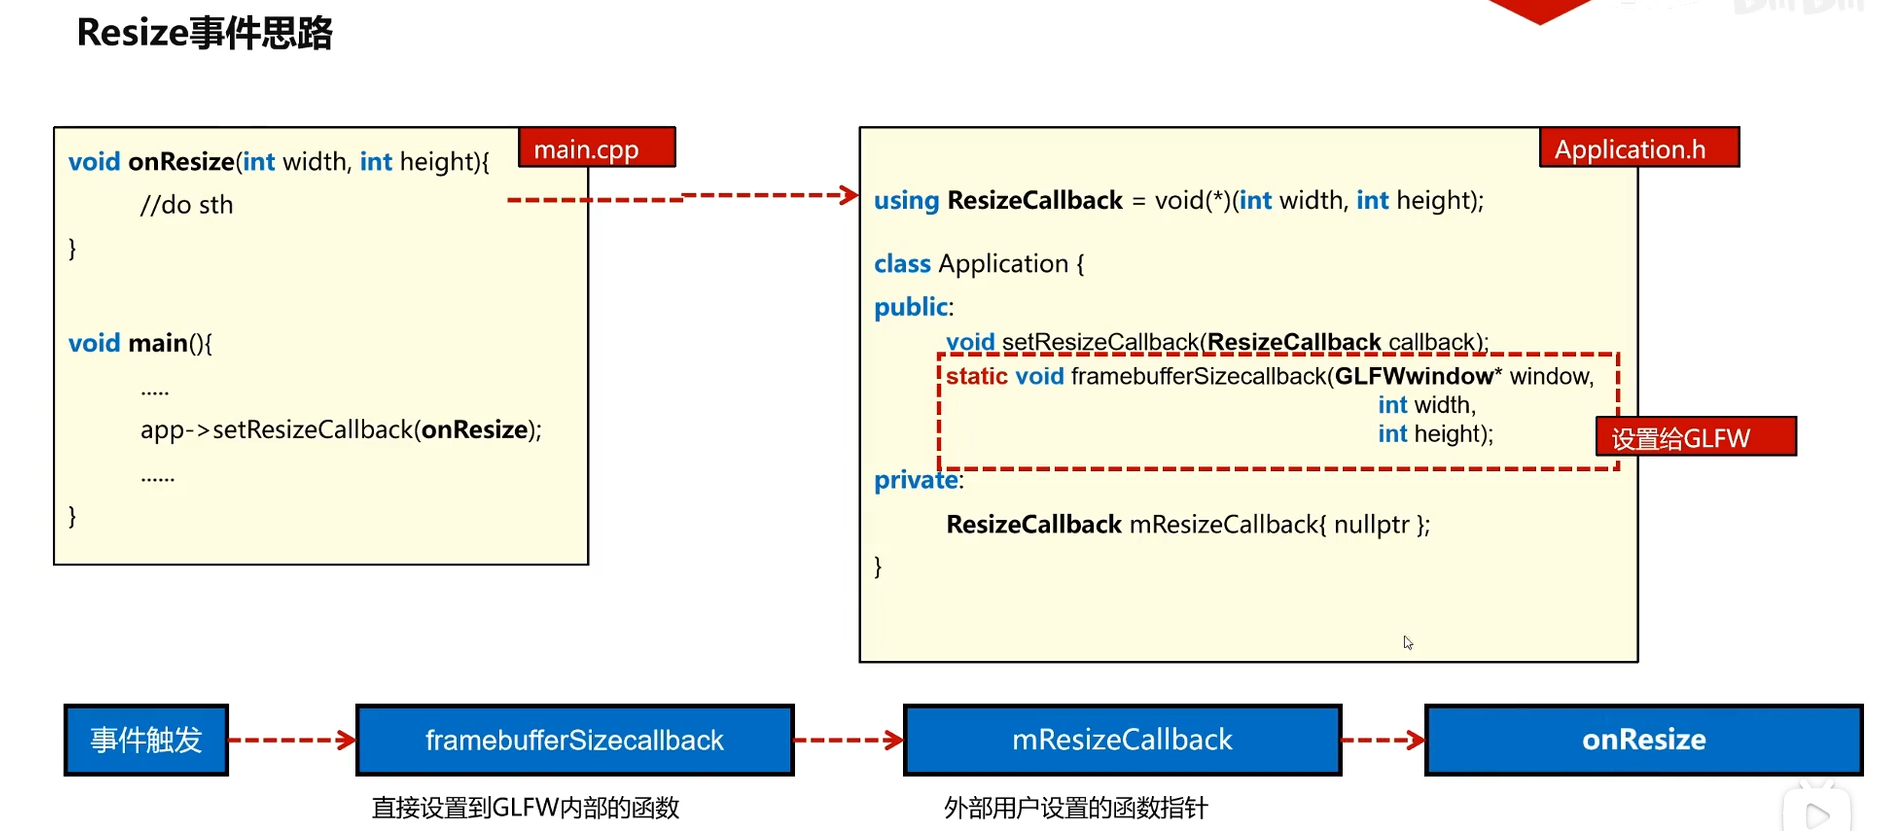 Resize事件思路
main.cpp
void onResize(int width, int height){
//do sth
}
void main(){
.....
app->setResizeCallback(onResize);
......
}
Application.h
using ResizeCallback = void(*)(int width, int height);
class Application {
public:
void setResizeCallback(ResizeCallback callback);
static void framebufferSizecallback(GLFWwindow* window,
int width,
int height);
设置给GLFW
private:
ResizeCallback mResizeCallback{ nullptr };
}
事件触发
framebufferSizecallback
mResizeCallback
onResize
直接设置到GLFW内部的函数
外部用户设置的函数指针